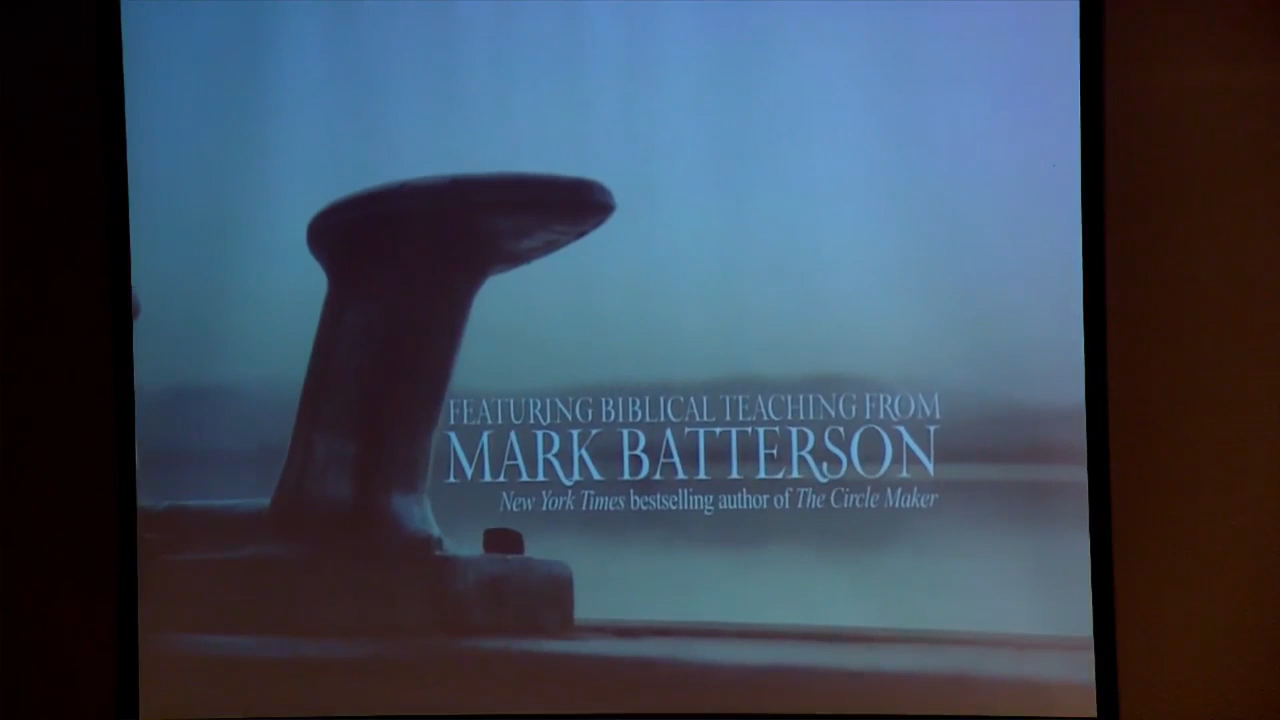 FEATURING BIBLICAL TEACHING FROM
MARK BATTERSON
New York Times bestselling author of The Circle Maker